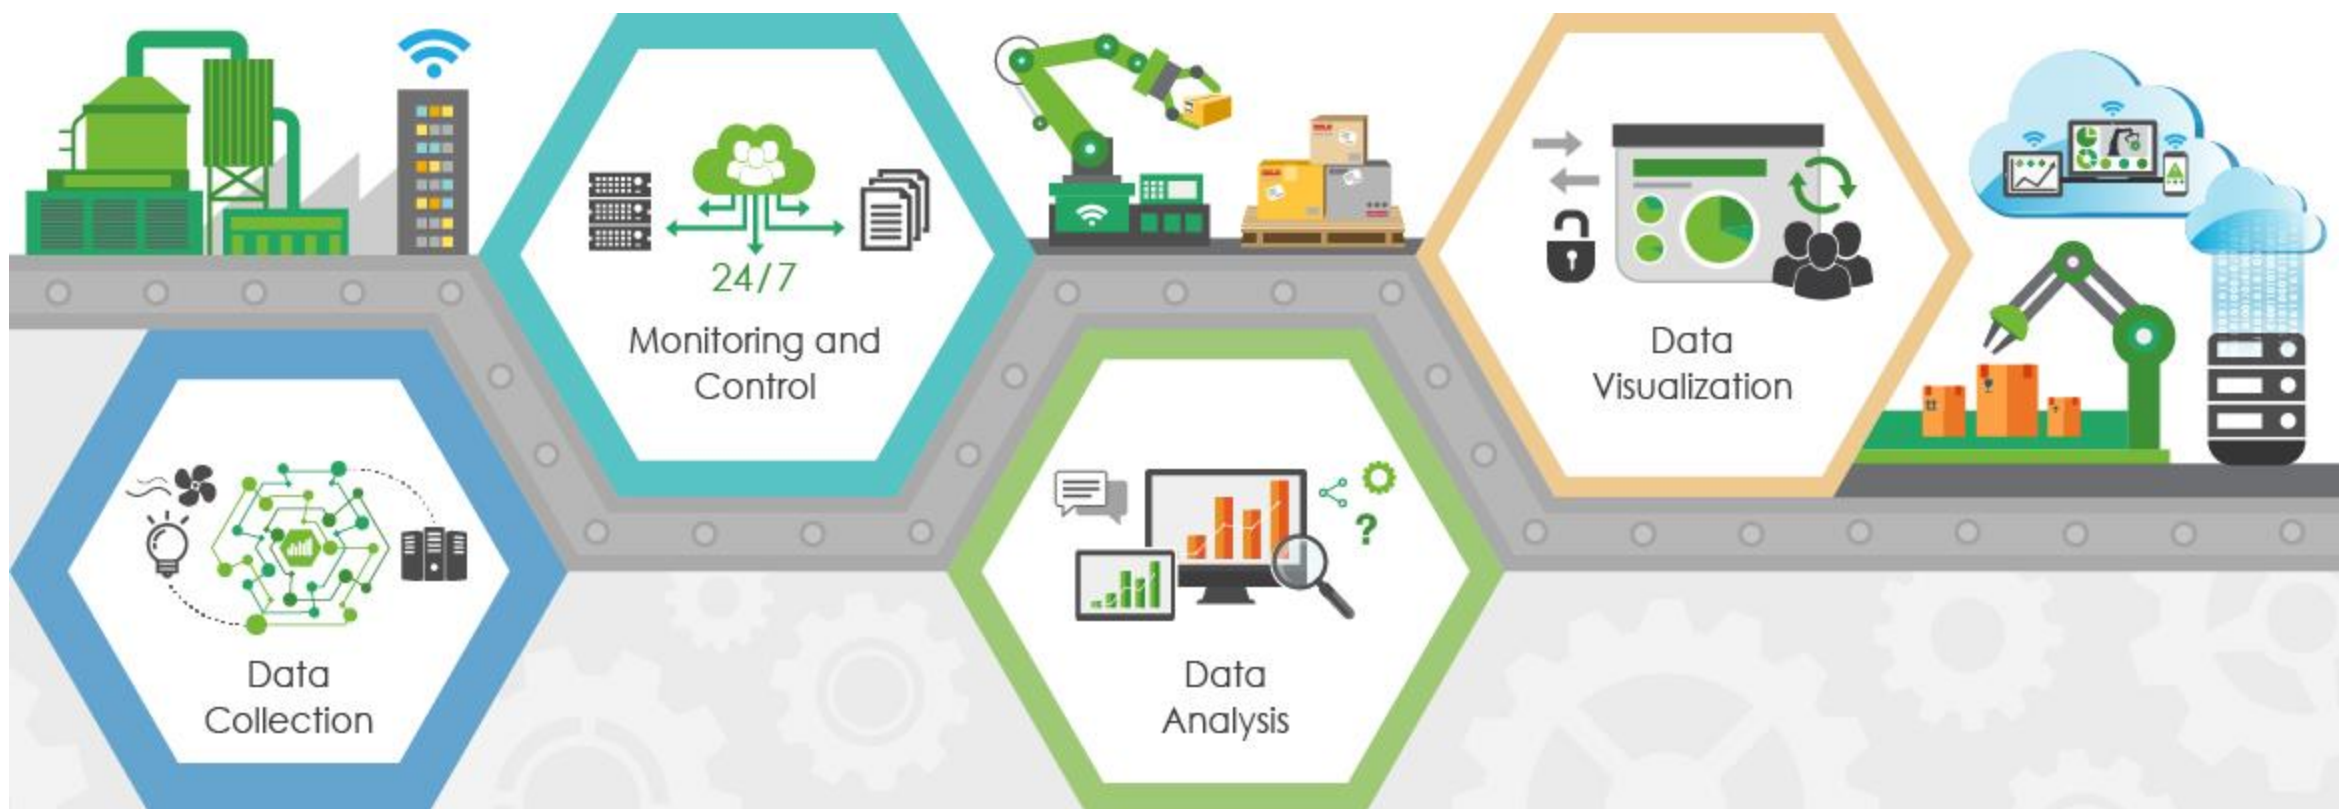 Data
Collection
24/7
Monitoring and
Control
Data
Analysis
Data
Visualization